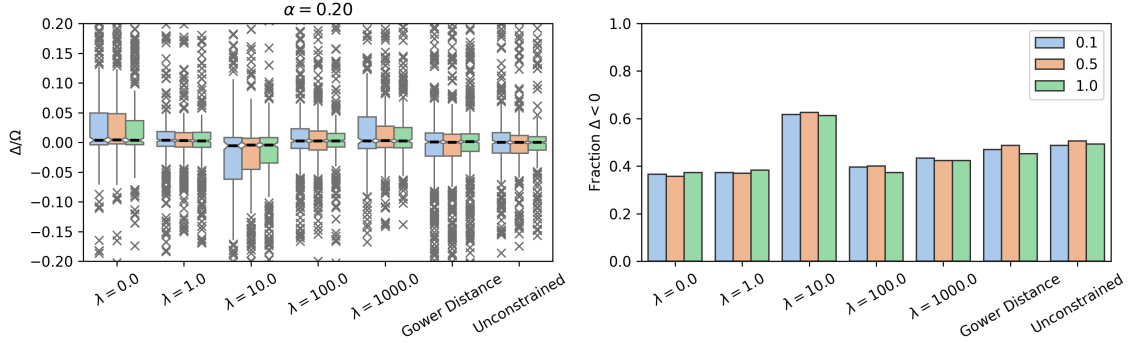 α = 0.20
Δ/Ω
0.20
0.15
0.10
0.05
0.00
−0.05
−0.10
−0.15
−0.20
λ = 0.0
λ = 1.0
λ = 10.0
λ = 100.0
λ = 1000.0
Gower Distance
Unconstrained
Fraction Δ < 0
1.0
0.8
0.6
0.4
0.2
0.0
0.1
0.5
1.0
λ = 0.0
λ = 1.0
λ = 10.0
λ = 100.0
λ = 1000.0
Gower Distance
Unconstrained